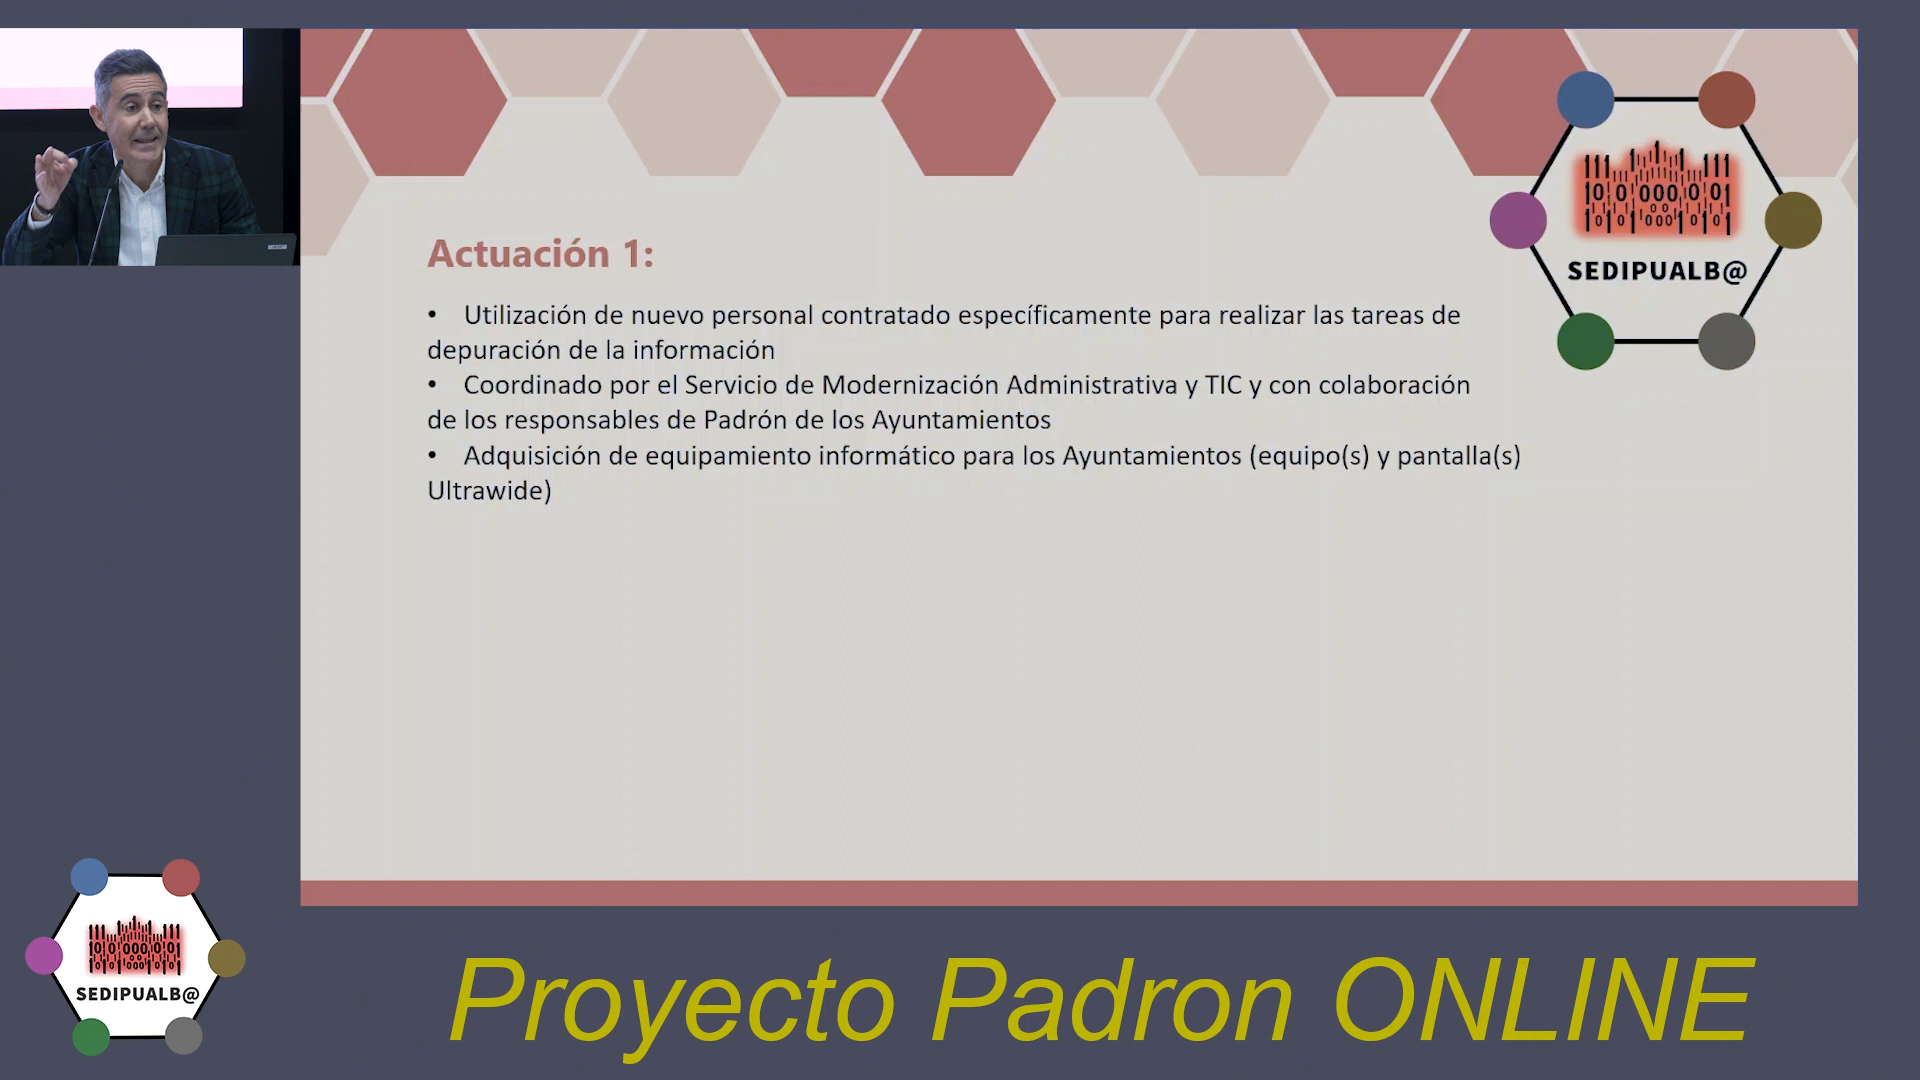 Actuación 1:
• Utilización de nuevo personal contratado específicamente para realizar las tareas de
depuración de la información
• Coordinado por el Servicio de Modernización Administrativa y TIC y con colaboración
de los responsables de Padrón de los Ayuntamientos
• Adquisición de equipamiento informático para los Ayuntamientos (equipo(s) y pantalla(s)
Ultrawide)
SEDIPUALB@
SEDIPUALB@
Proyecto Padron ONLINE